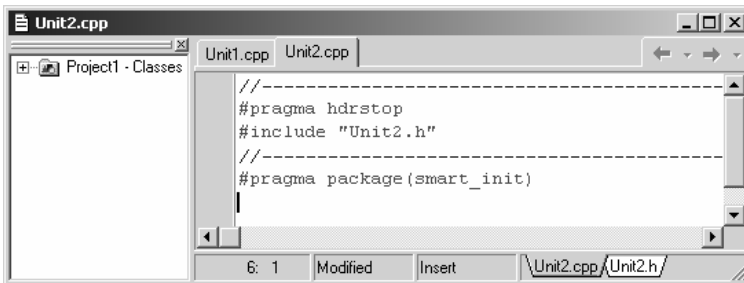 Unit2.cpp
Project1 - Classes
Unit1.cpp Unit2.cpp
//---------------------------------------------
#pragma hdrstop
#include "Unit2.h"
//---------------------------------------------
#pragma package(smart_init)
6: 1 Modified Insert \Unit2.cpp/Unit2.h/